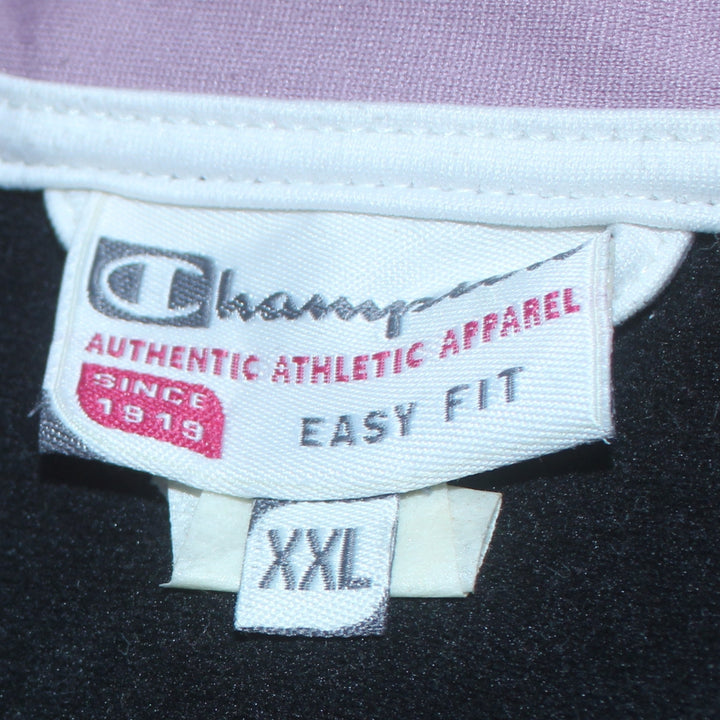 Champion
AUTHENTIC ATHLETIC APPAREL
SINCE
1919
EASY FIT
XXL